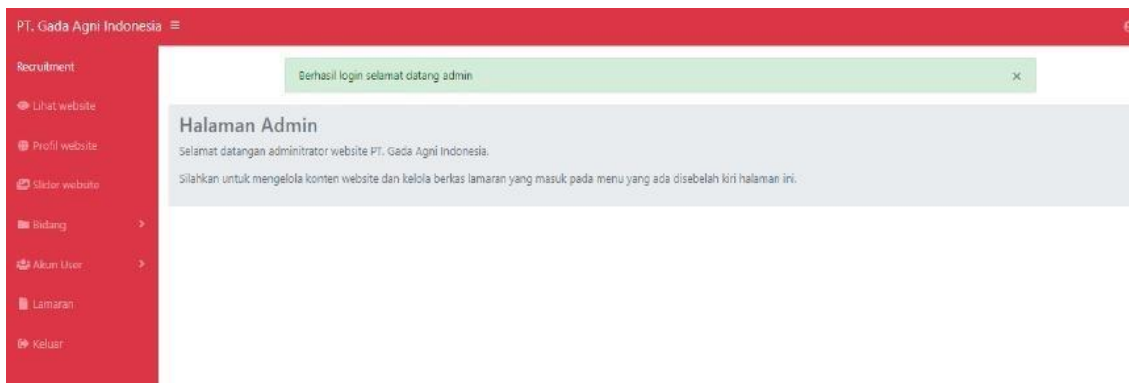 PT. Gada Agni Indonesia
Recruitment
Berhasil login selamat datang admin
Lihat website
Halaman Admin
Profil website
Selamat datangan adminitrator website PT. Gada Agni Indonesia.
Slider website
Silahkan untuk mengelola konten website dan kelola berkas lamaran yang masuk pada menu yang ada disebelah kiri halaman ini.
Bidang
Akun User
Lamaran
Keluar